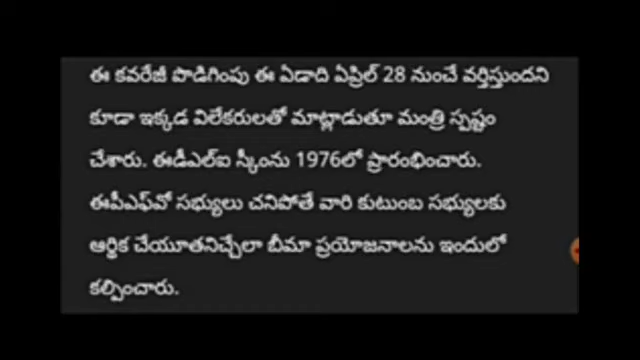 ఈ కవరేజీ పొడిగింపు ఈ ఏడాది ఏప్రిల్ 28 నుంచే వర్తిస్తుందని
కూడా ఇక్కడ విలేకరులతో మాట్లాడుతూ మంత్రి స్పష్టం
చేశారు. ఈడీఎల్ఐ స్కీంను 1976లో ప్రారంభించారు.
ఈపీఎఫ్‌వో సభ్యులు చనిపోతే వారి కుటుంబ సభ్యులకు
ఆర్థిక చేయూతనిచ్చేలా బీమా ప్రయోజనాలను ఇందులో
కల్పించారు.